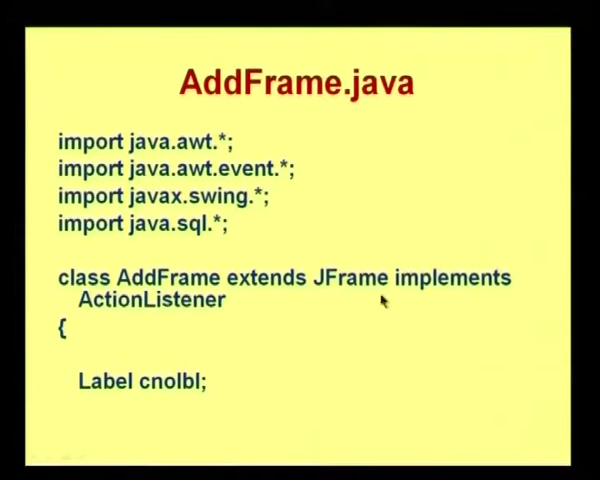 AddFrame.java
import java.awt.*;
import java.awt.event.*;
import javax.swing.*;
import java.sql.*;
class AddFrame extends JFrame implements
ActionListener
{
Label cnolbl;